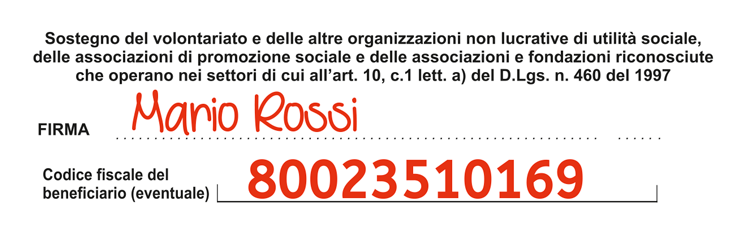 Sostegno del volontariato e delle altre organizzazioni non lucrative di utilità sociale,
delle associazioni di promozione sociale e delle associazioni e fondazioni riconosciute
che operano nei settori di cui all'art. 10, c.1 lett. a) del D.Lgs. n. 460 del 1997
FIRMA Mario Rossi
Codice fiscale del
beneficiario (eventuale) 80023510169